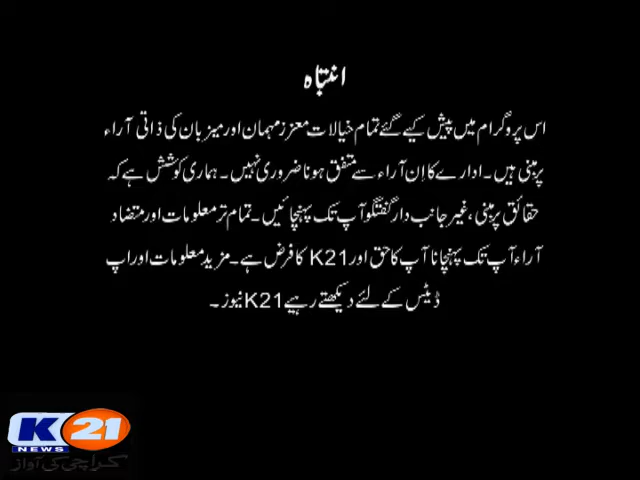 انتباہ
اس پروگرام میں پیش کیے گئے تمام خیالات معزز مہمان اور میزبان کی ذاتی آراء
پر مبنی ہیں۔ ادارے کا اِن آراء سے متفق ہونا ضروری نہیں۔ ہماری کوشش ہے کہ
حقائق پر مبنی، غیر جانب دار گفتگو آپ تک پہنچائیں۔ تمام تر معلومات اور متضاد
آراء آپ تک پہنچانا آپ کا حق اور K21 کا فرض ہے۔ مزید معلومات اور اپ
ڈیٹس کے لئے دیکھتے رہیے K21 نیوز۔
K21
NEWS
کراچی کی آواز